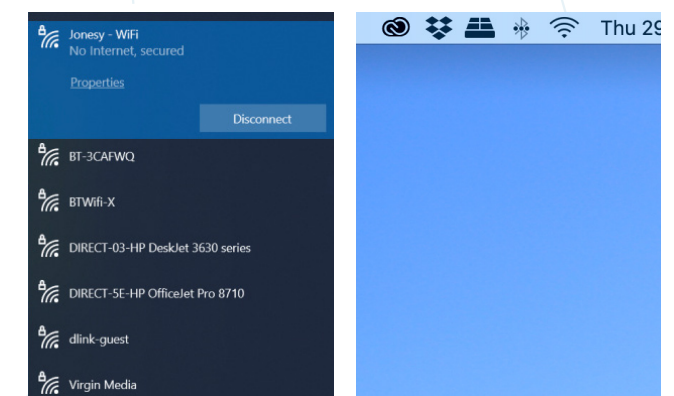 Jonesy - WiFi
No Internet, secured
Properties
Disconnect
BT-3CAFWQ
BTWifi-X
DIRECT-03-HP DeskJet 3630 series
DIRECT-5E-HP OfficeJet Pro 8710
dlink-guest
Virgin Media
Thu 29